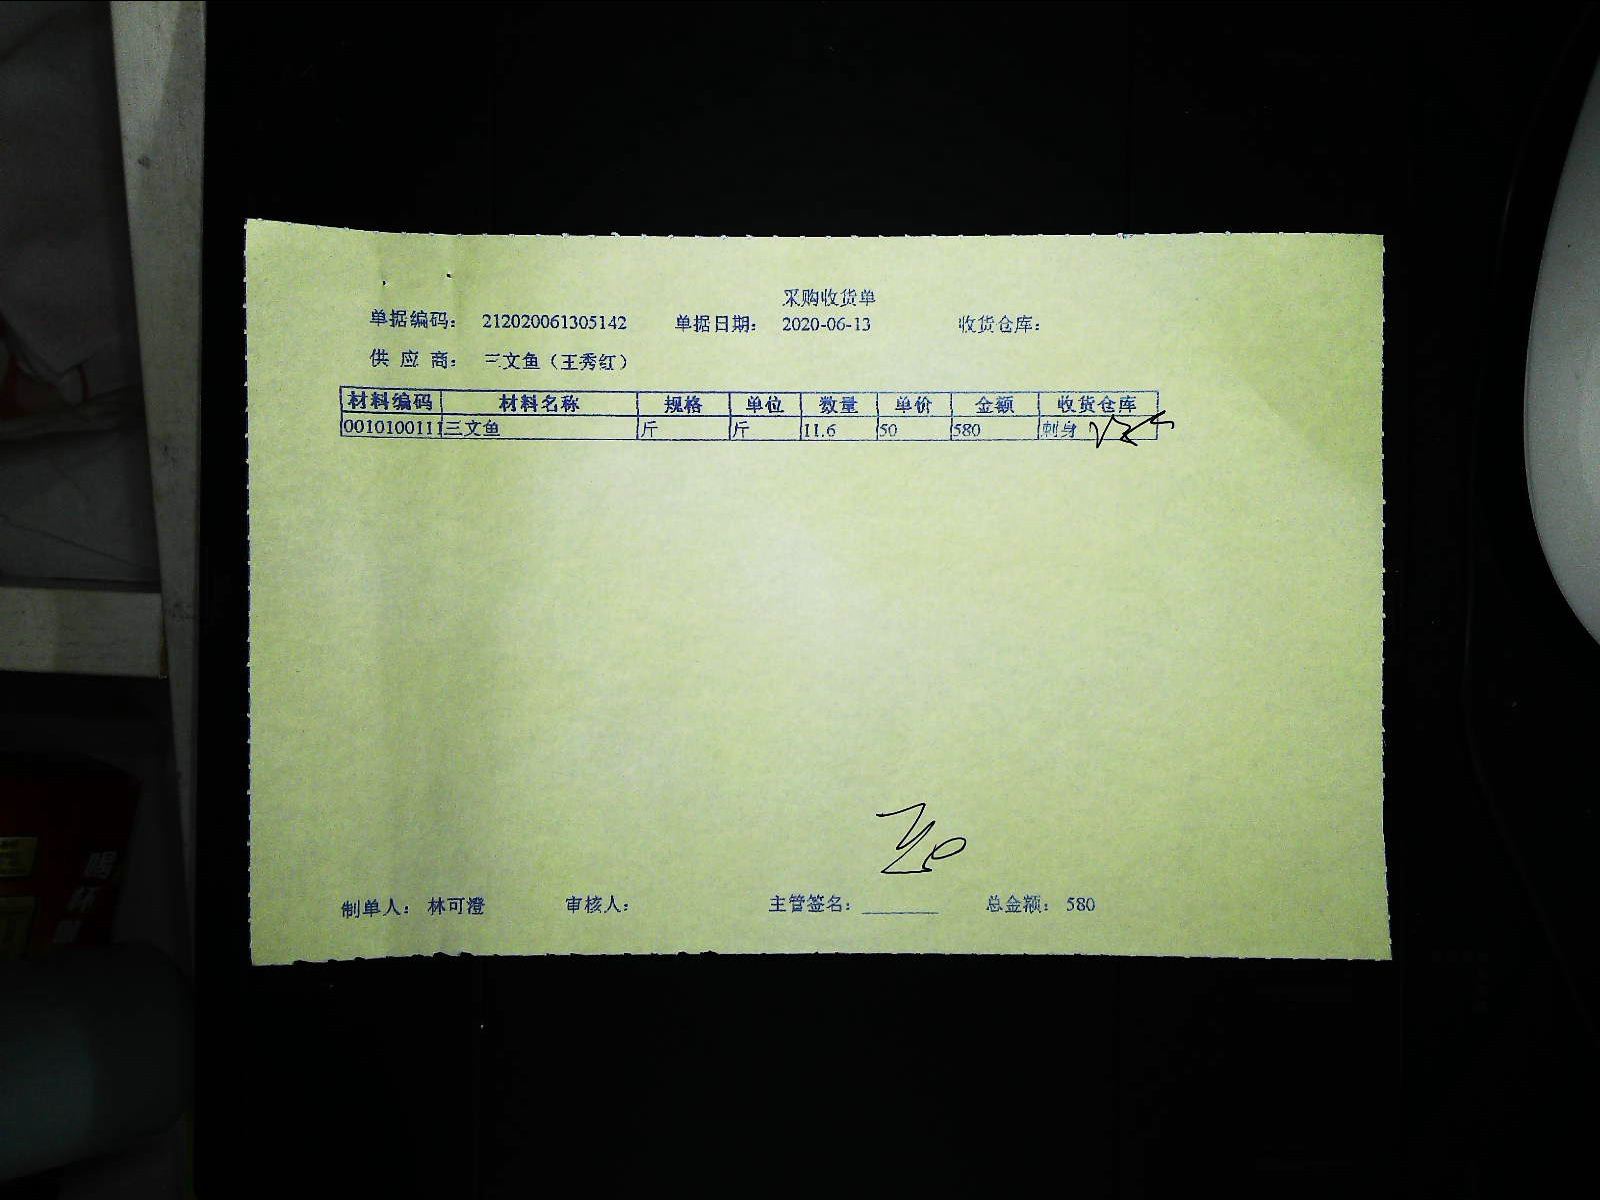 采购收货单
单据编码： 212020061305142 单据日期： 2020-06-13 收货仓库：
供 应 商： 三文鱼（王秀红）
材料编码 材料名称 规格 单位 数量 单价 金额 收货仓库
0010100111 三文鱼 斤 斤 11.6 50 580 刺身
制单人： 林可澄 审核人： 主管签名： ________ 总金额： 580
喝杯